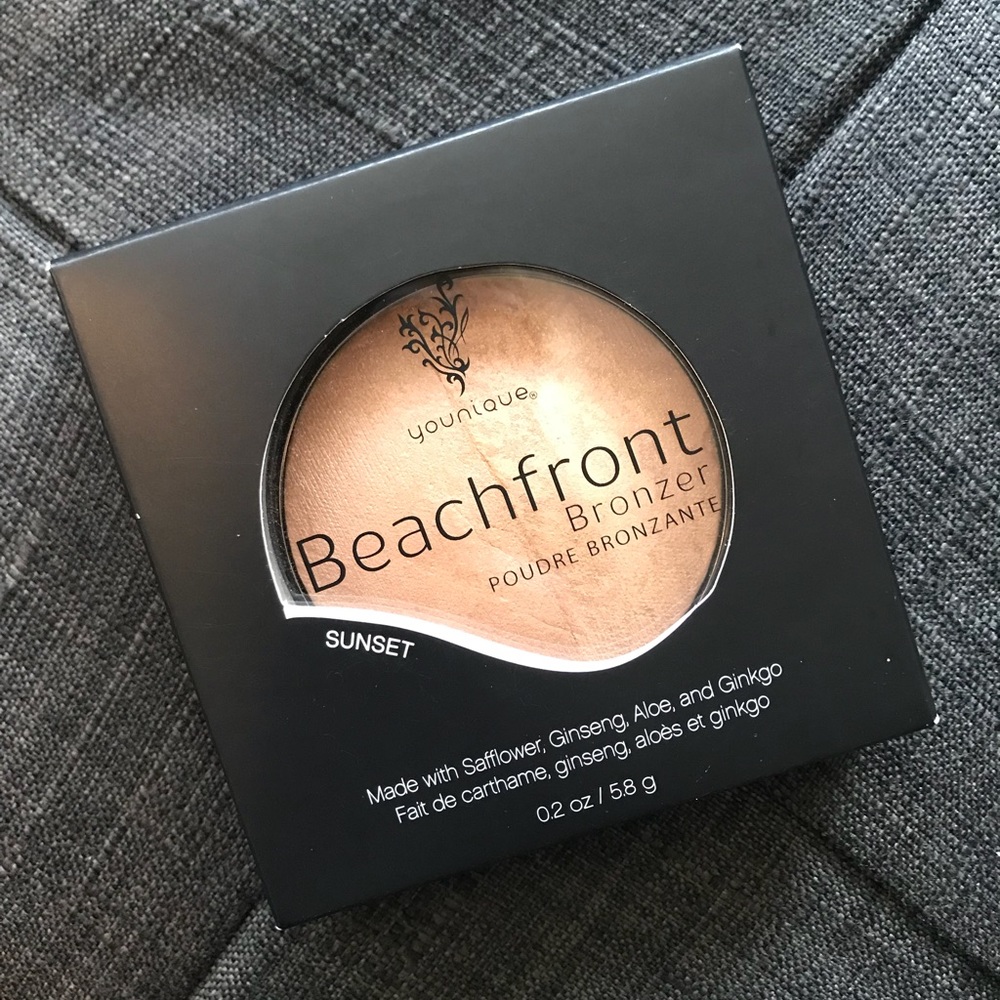 younique®
Beachfront
Bronzer
POUDRE BRONZANTE
SUNSET
Made with Safflower, Ginseng, Aloe, and Ginkgo
Fait de carthame, ginseng, aloès et ginkgo
0.2 oz / 5.8 g